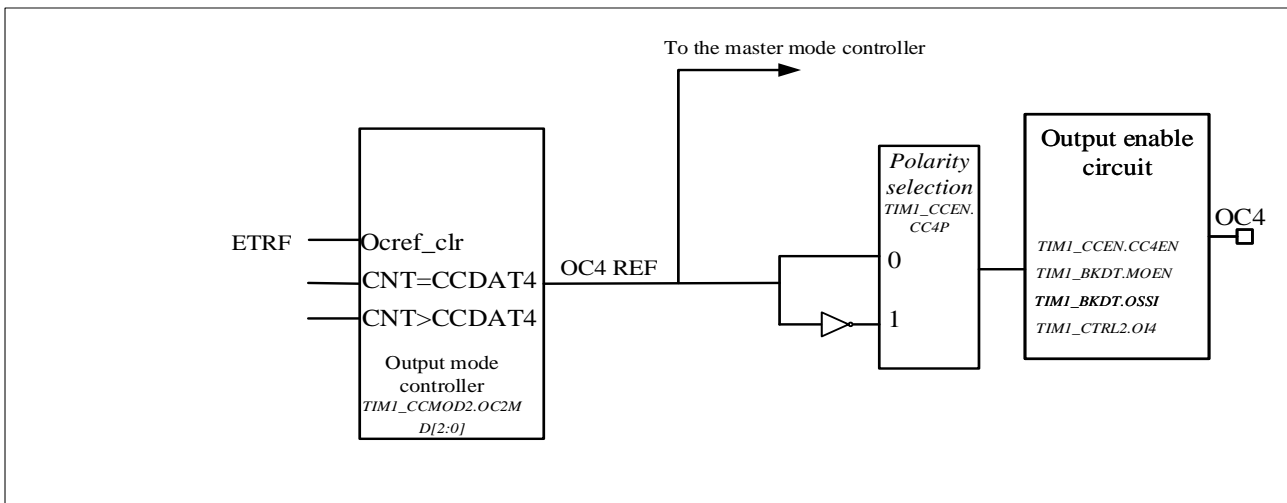 To the master mode controller
Output enable
circuit
Polarity
selection
TIM1_CCEN.
CC4P
OC4
ETRF
Ocref_clr
CNT=CCDAT4
CNT>CCDAT4
OC4 REF
0
1
TIM1_CCEN.CC4EN
TIM1_BKDT.MOEN
TIM1_BKDT.OSSI
TIM1_CTRL2.OI4
Output mode
controller
TIM1_CCMOD2.OC2M
D[2:0]